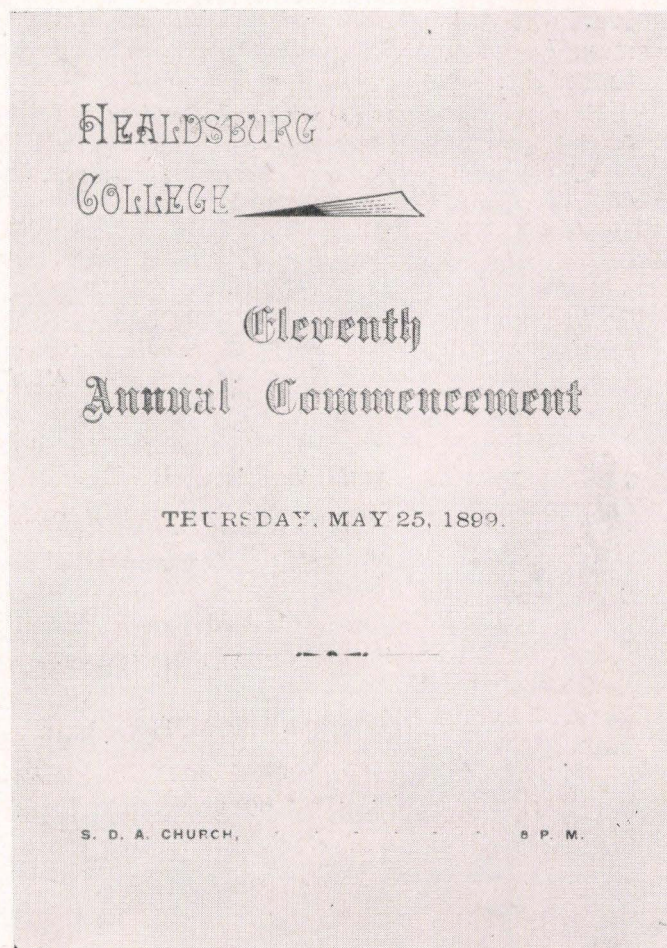 HEALDSBURG
COLLEGE
Eleventh
Annual Commencement
THURSDAY, MAY 25, 1899.
S. D. A. CHURCH, - - - - - - 8 P. M.